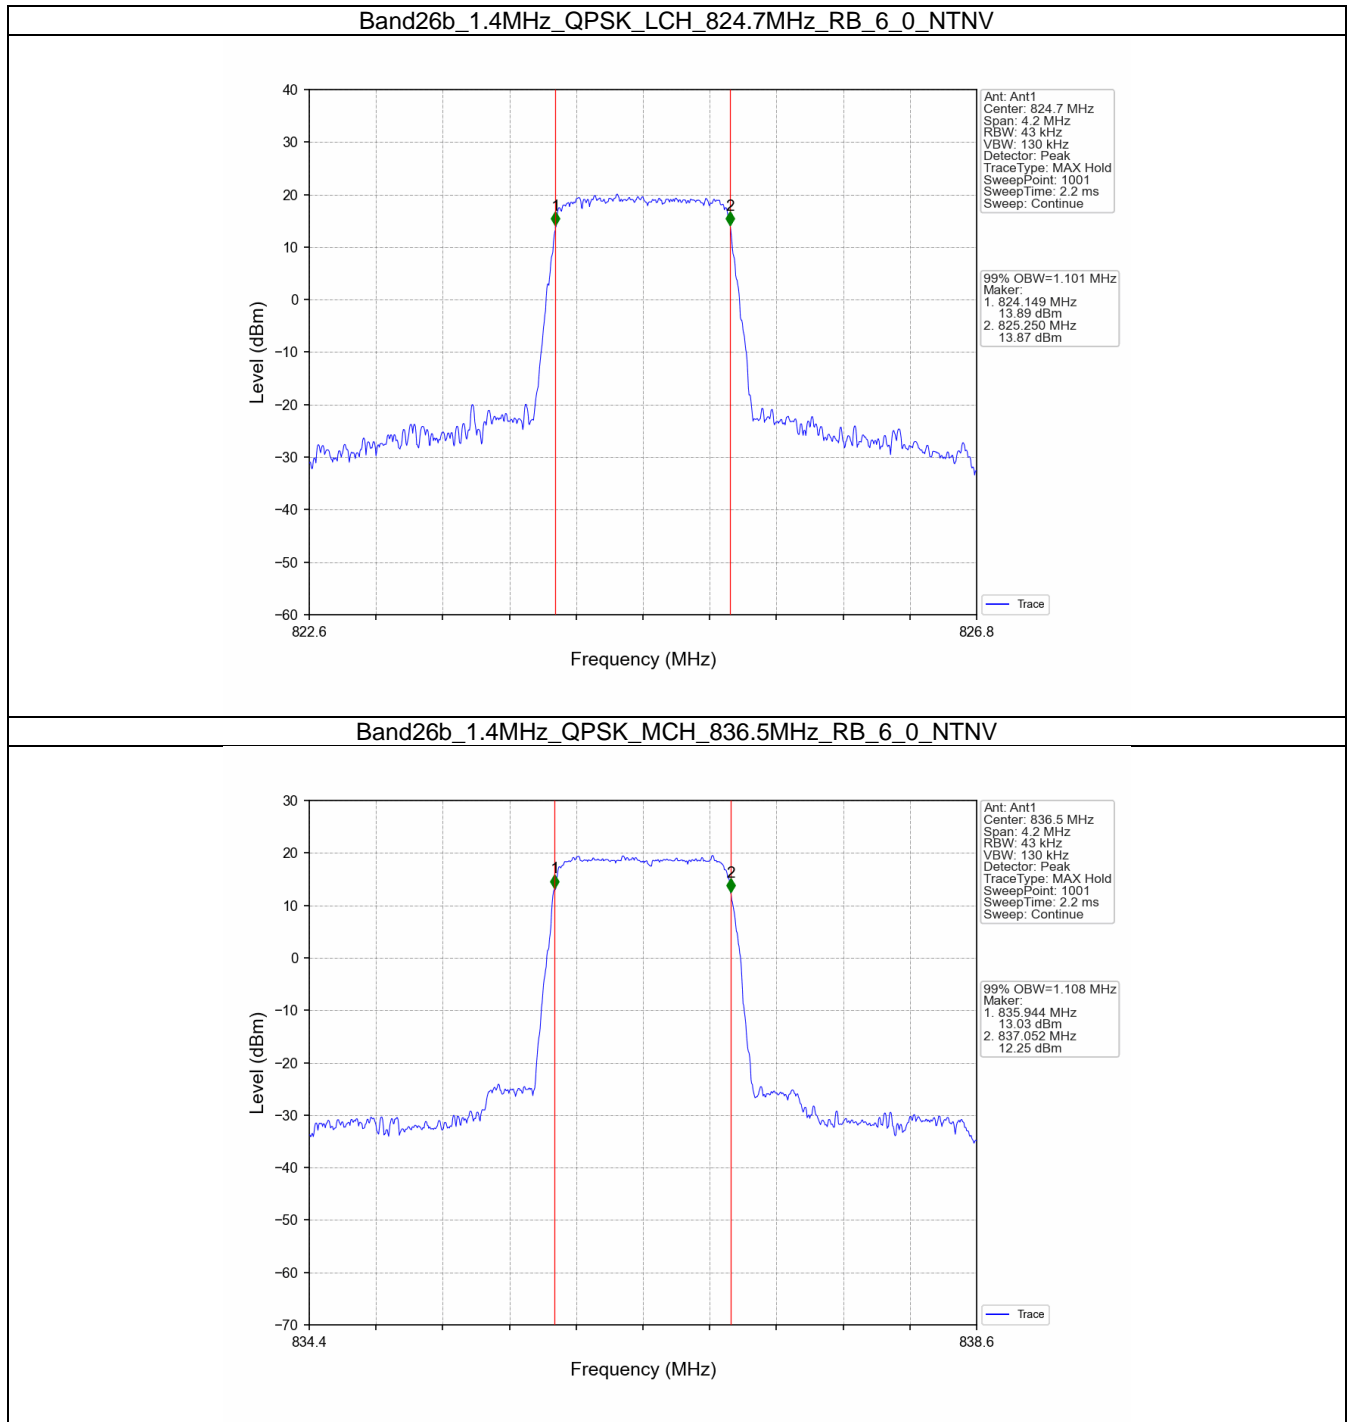 Band26b_1.4MHz_QPSK_LCH_824.7MHz_RB_6_0_NTNV
40
30
20
10
0
−10
−20
−30
−40
−50
−60
Level (dBm)
1
2
822.6
826.8
Frequency (MHz)
Ant: Ant1
Center: 824.7 MHz
Span: 4.2 MHz
RBW: 43 kHz
VBW: 130 kHz
Detector: Peak
TraceType: MAX Hold
SweepPoint: 1001
SweepTime: 2.2 ms
Sweep: Continue
99% OBW=1.101 MHz
Maker:
1. 824.149 MHz
13.89 dBm
2. 825.250 MHz
13.87 dBm
Trace
Band26b_1.4MHz_QPSK_MCH_836.5MHz_RB_6_0_NTNV
30
20
10
0
−10
−20
−30
−40
−50
−60
−70
Level (dBm)
1
2
834.4
838.6
Frequency (MHz)
Ant: Ant1
Center: 836.5 MHz
Span: 4.2 MHz
RBW: 43 kHz
VBW: 130 kHz
Detector: Peak
TraceType: MAX Hold
SweepPoint: 1001
SweepTime: 2.2 ms
Sweep: Continue
99% OBW=1.108 MHz
Maker:
1. 835.944 MHz
13.03 dBm
2. 837.052 MHz
12.25 dBm
Trace